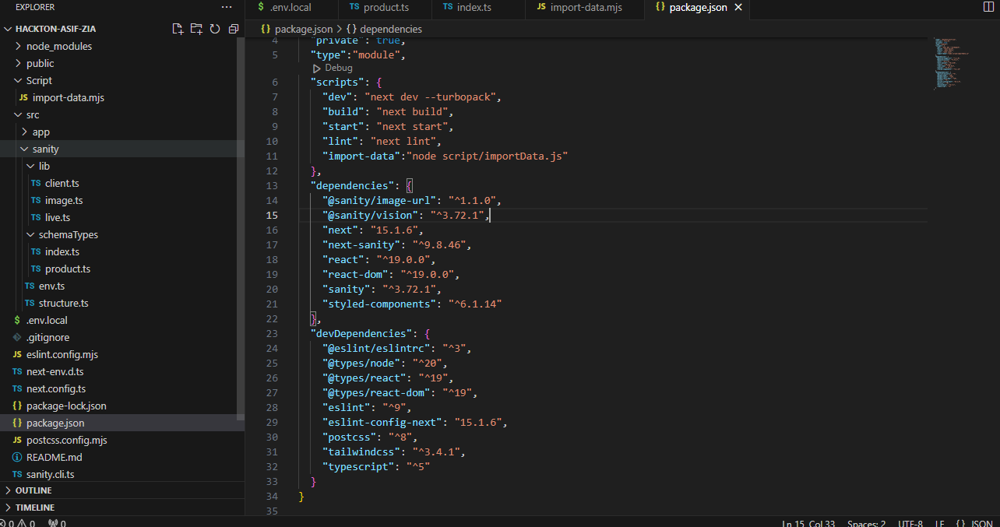 EXPLORER ···
HACKTON-ASIF-ZIA
node_modules
public
Script
JS import-data.mjs
src
app
sanity
lib
TS client.ts
TS image.ts
TS live.ts
schemaTypes
TS index.ts
TS product.ts
TS env.ts
TS structure.ts
$ .env.local
.gitignore
JS eslint.config.mjs
TS next-env.d.ts
TS next.config.ts
{} package-lock.json
{} package.json
JS postcss.config.mjs
README.md
TS sanity.cli.ts
OUTLINE
TIMELINE
$ .env.local TS product.ts TS index.ts JS import-data.mjs {} package.json
{} package.json > {} dependencies
4 "private": true,
5 "type":"module",
Debug
6 "scripts": {
7 "dev": "next dev --turbopack",
8 "build": "next build",
9 "start": "next start",
10 "lint": "next lint",
11 "import-data":"node script/importData.js"
12 },
13 "dependencies": {
14 "@sanity/image-url": "^1.1.0",
15 "@sanity/vision": "^3.72.1",
16 "next": "15.1.6",
17 "next-sanity": "^9.8.46",
18 "react": "^19.0.0",
19 "react-dom": "^19.0.0",
20 "sanity": "^3.72.1",
21 "styled-components": "^6.1.14"
22 },
23 "devDependencies": {
24 "@eslint/eslintrc": "^3",
25 "@types/node": "^20",
26 "@types/react": "^19",
27 "@types/react-dom": "^19",
28 "eslint": "^9",
29 "eslint-config-next": "15.1.6",
30 "postcss": "^8",
31 "tailwindcss": "^3.4.1",
32 "typescript": "^5"
33 }
34 }
35
0 0 0 Ln 15, Col 33 Spaces: 2 UTF-8 LF {} JSON